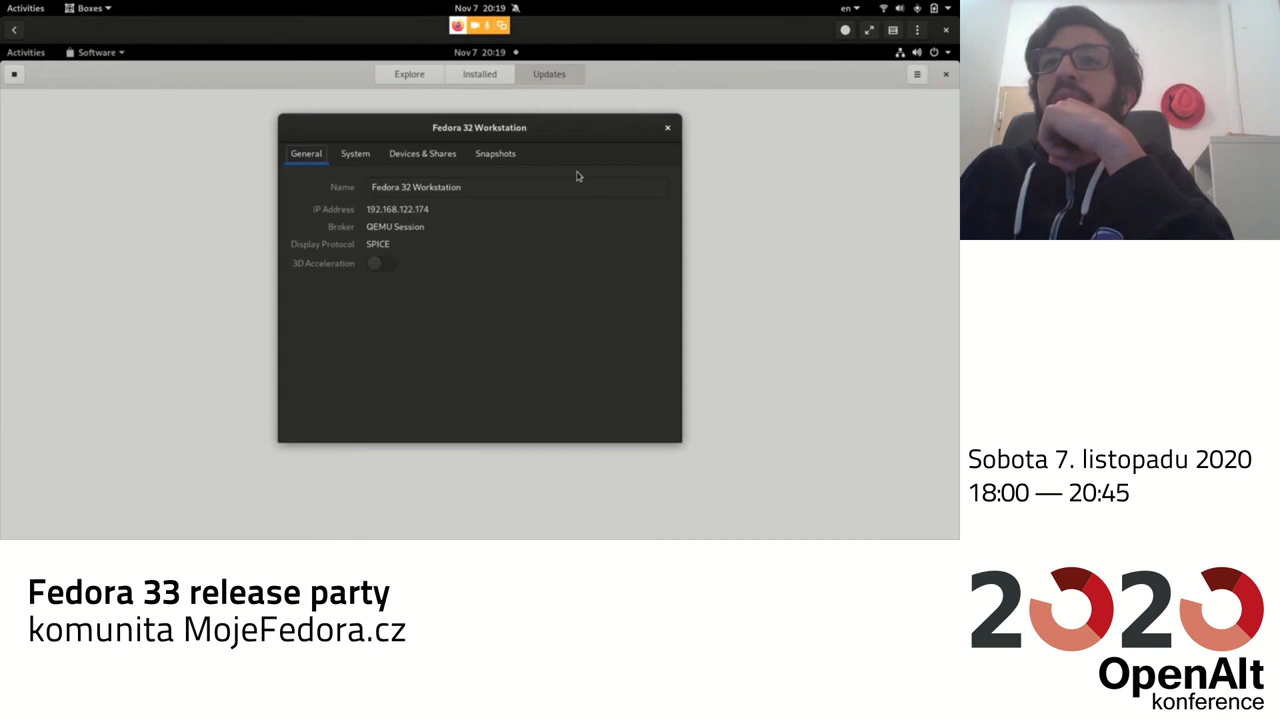 Activities Boxes Nov 7 20:19 en
Activities Software Nov 7 20:19
Explore Installed Updates
Fedora 32 Workstation
General System Devices & Shares Snapshots
Name Fedora 32 Workstation
IP Address 192.168.122.174
Broker QEMU Session
Display Protocol SPICE
3D Acceleration
Sobota 7. listopadu 2020
18:00 — 20:45
Fedora 33 release party
komunita MojeFedora.cz
2020
OpenAlt
konference